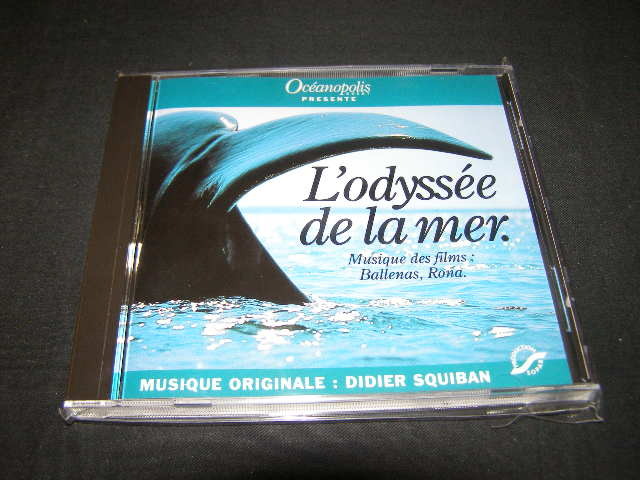 Océanopolis
PRESENTE
L'odyssée
de la mer.
Musique des films :
Ballenas, Roña.
MUSIQUE ORIGINALE : DIDIER SQUIBAN